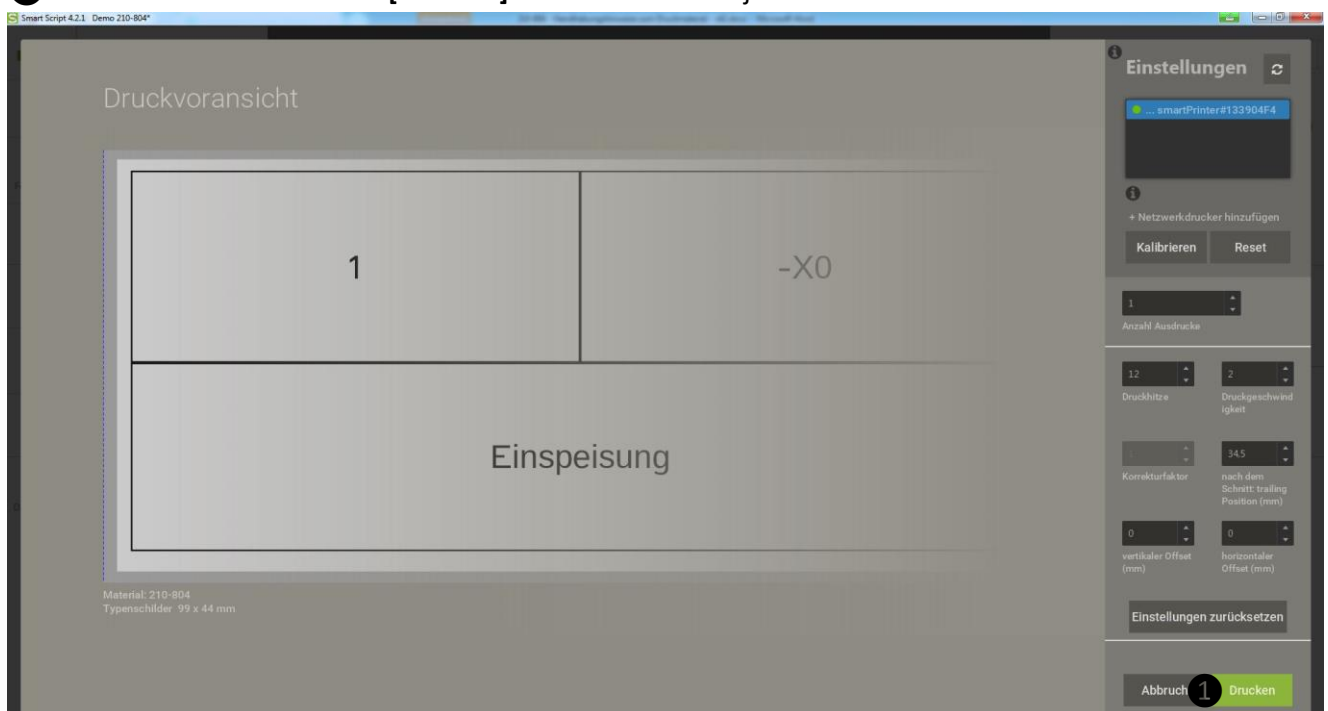 Smart Script 4.2.1 Demo 210-804*
Druckvoransicht
1
-X0
Einspeisung
Material: 210-804
Typenschilder 99 x 44 mm
Einstellungen
... smartPrinter#133904F4
+ Netzwerkdrucker hinzufügen
Kalibrieren Reset
1
Anzahl Ausdrucke
12 2
Druckhitze Druckgeschwind
igkeit
34,5
Korrekturfaktor nach dem
Schnitt: trailing
Position (mm)
0 0
vertikaler Offset horizontaler
(mm) Offset (mm)
Einstellungen zurücksetzen
Abbruch 1 Drucken